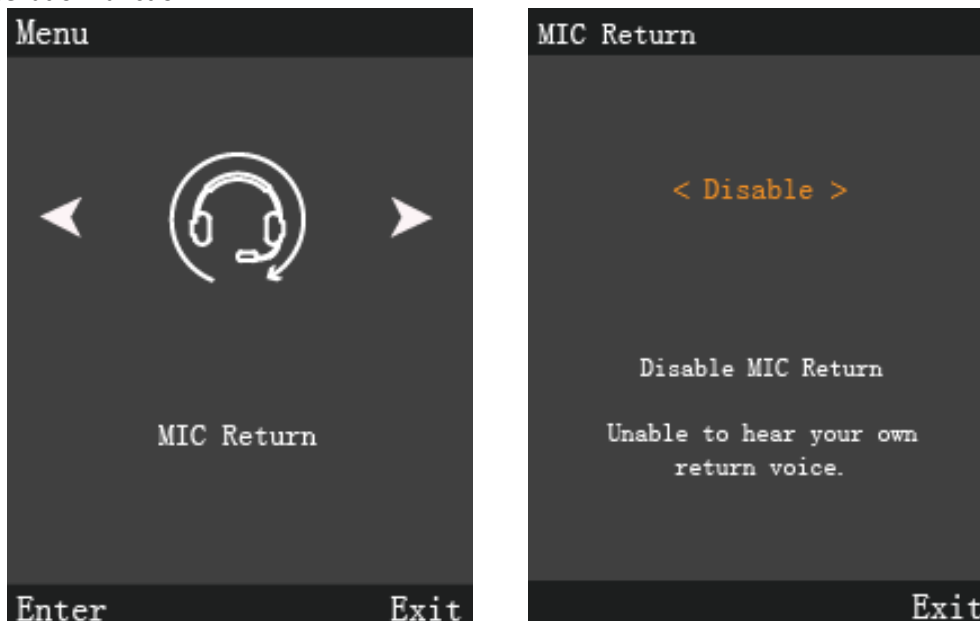 Menu
MIC Return
Enter
Exit
MIC Return
< Disable >
Disable MIC Return
Unable to hear your own
return voice.
Exit